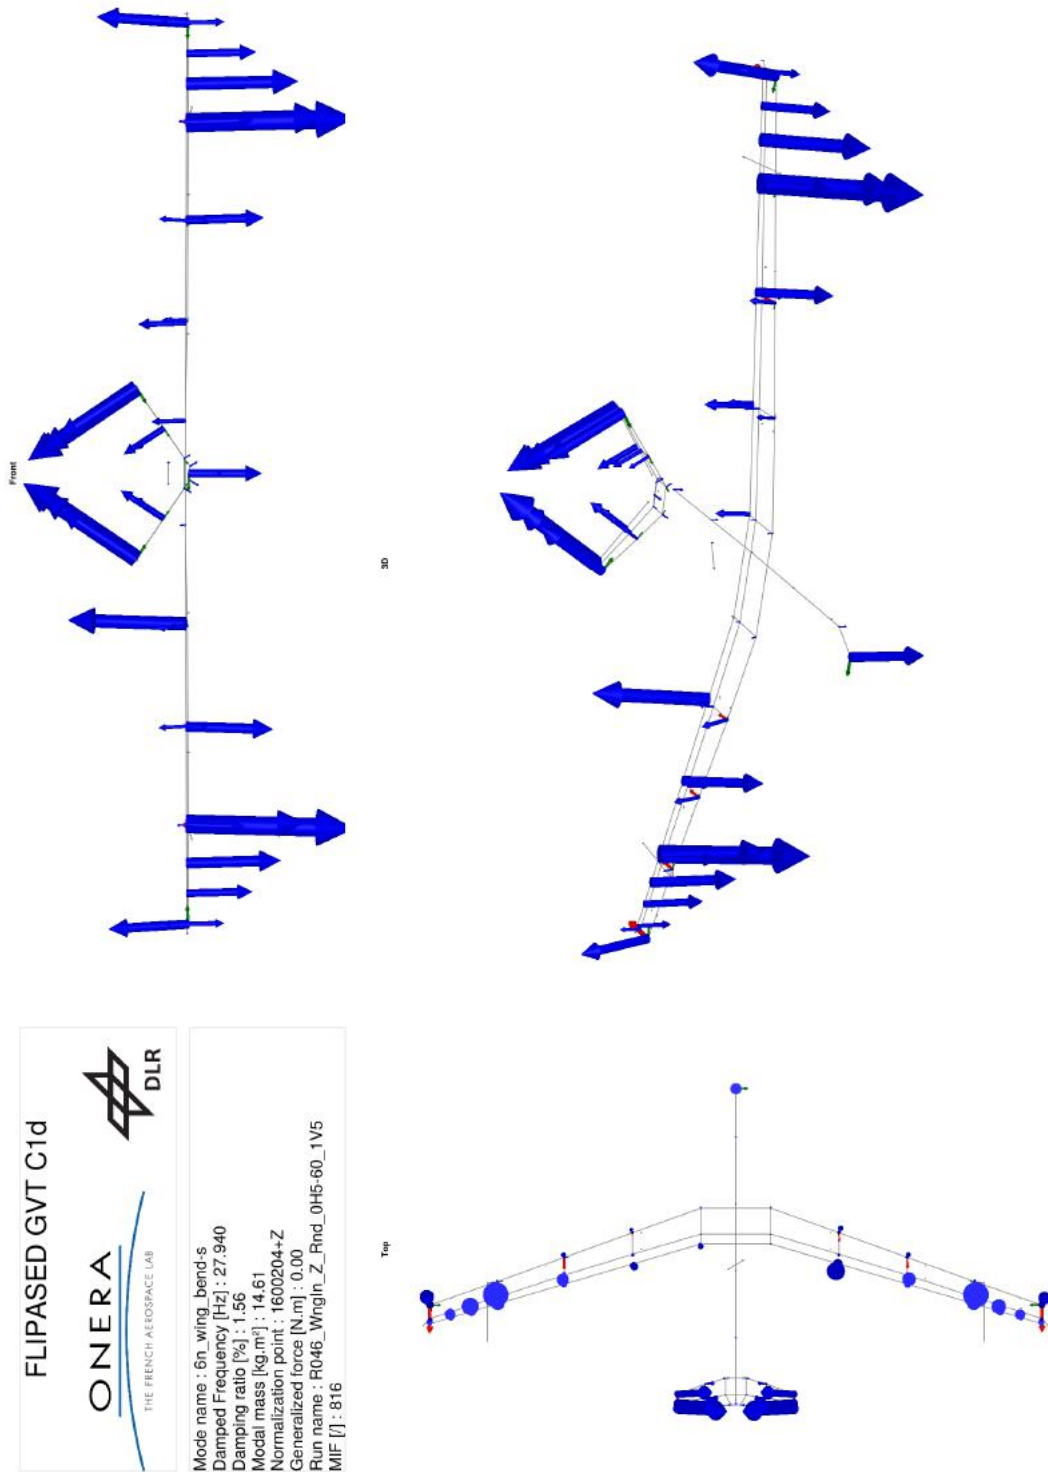 Front
3D
FLIPASED GVT C1d
ONERA
THE FRENCH AEROSPACE LAB
DLR
Mode name : 6n_wing_bend-s
Damped Frequency [Hz] : 27.940
Damping ratio [%] : 1.56
Modal mass [kg.m²] : 14.61
Normalization point : 1600204+Z
Generalized force [N.m] : 0.00
Run name : R046_WngIn_Z_Rnd_0H5-60_1V5
MIF [/] : 816
Top